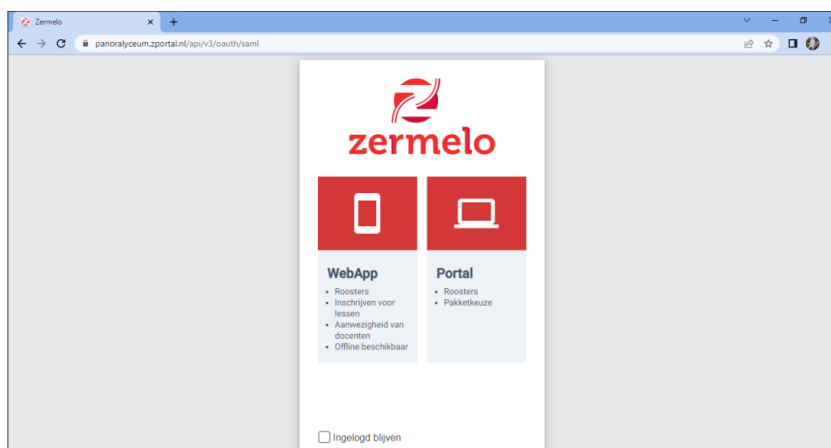 Zermelo
panoralyceum.zportal.nl/api/v3/oauth/saml
zermelo
WebApp
• Roosters
• Inschrijven voor
lessen
• Aanwezigheid van
docenten
• Offline beschikbaar
Portal
• Roosters
• Pakketkeuze
Ingelogd blijven